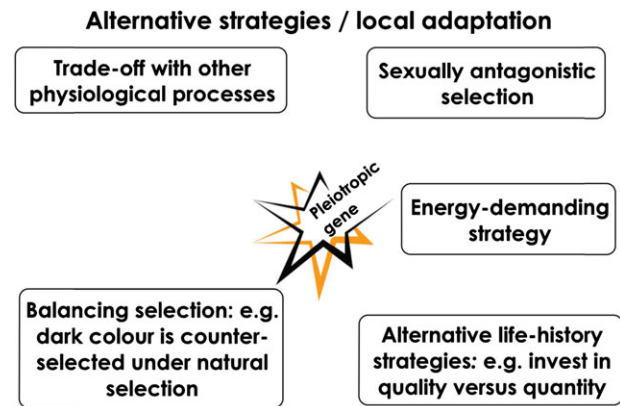 Alternative strategies / local adaptation
Trade-off with other
physiological processes
Sexually antagonistic
selection
Pleiotropic
gene
Energy-demanding
strategy
Balancing selection: e.g.
dark colour is counter-
selected under natural
selection
Alternative life-history
strategies: e.g. invest in
quality versus quantity